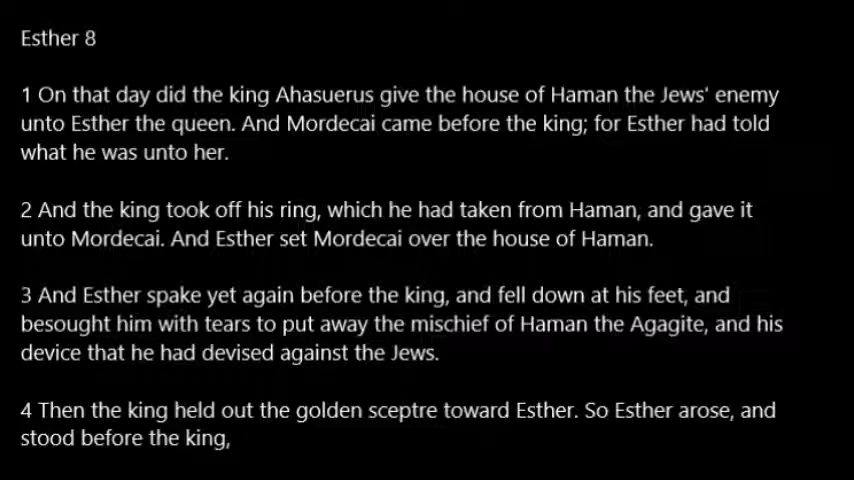 Esther 8
1 On that day did the king Ahasuerus give the house of Haman the Jews' enemy
unto Esther the queen. And Mordecai came before the king; for Esther had told
what he was unto her.
2 And the king took off his ring, which he had taken from Haman, and gave it
unto Mordecai. And Esther set Mordecai over the house of Haman.
3 And Esther spake yet again before the king, and fell down at his feet, and
besought him with tears to put away the mischief of Haman the Agagite, and his
device that he had devised against the Jews.
4 Then the king held out the golden sceptre toward Esther. So Esther arose, and
stood before the king,